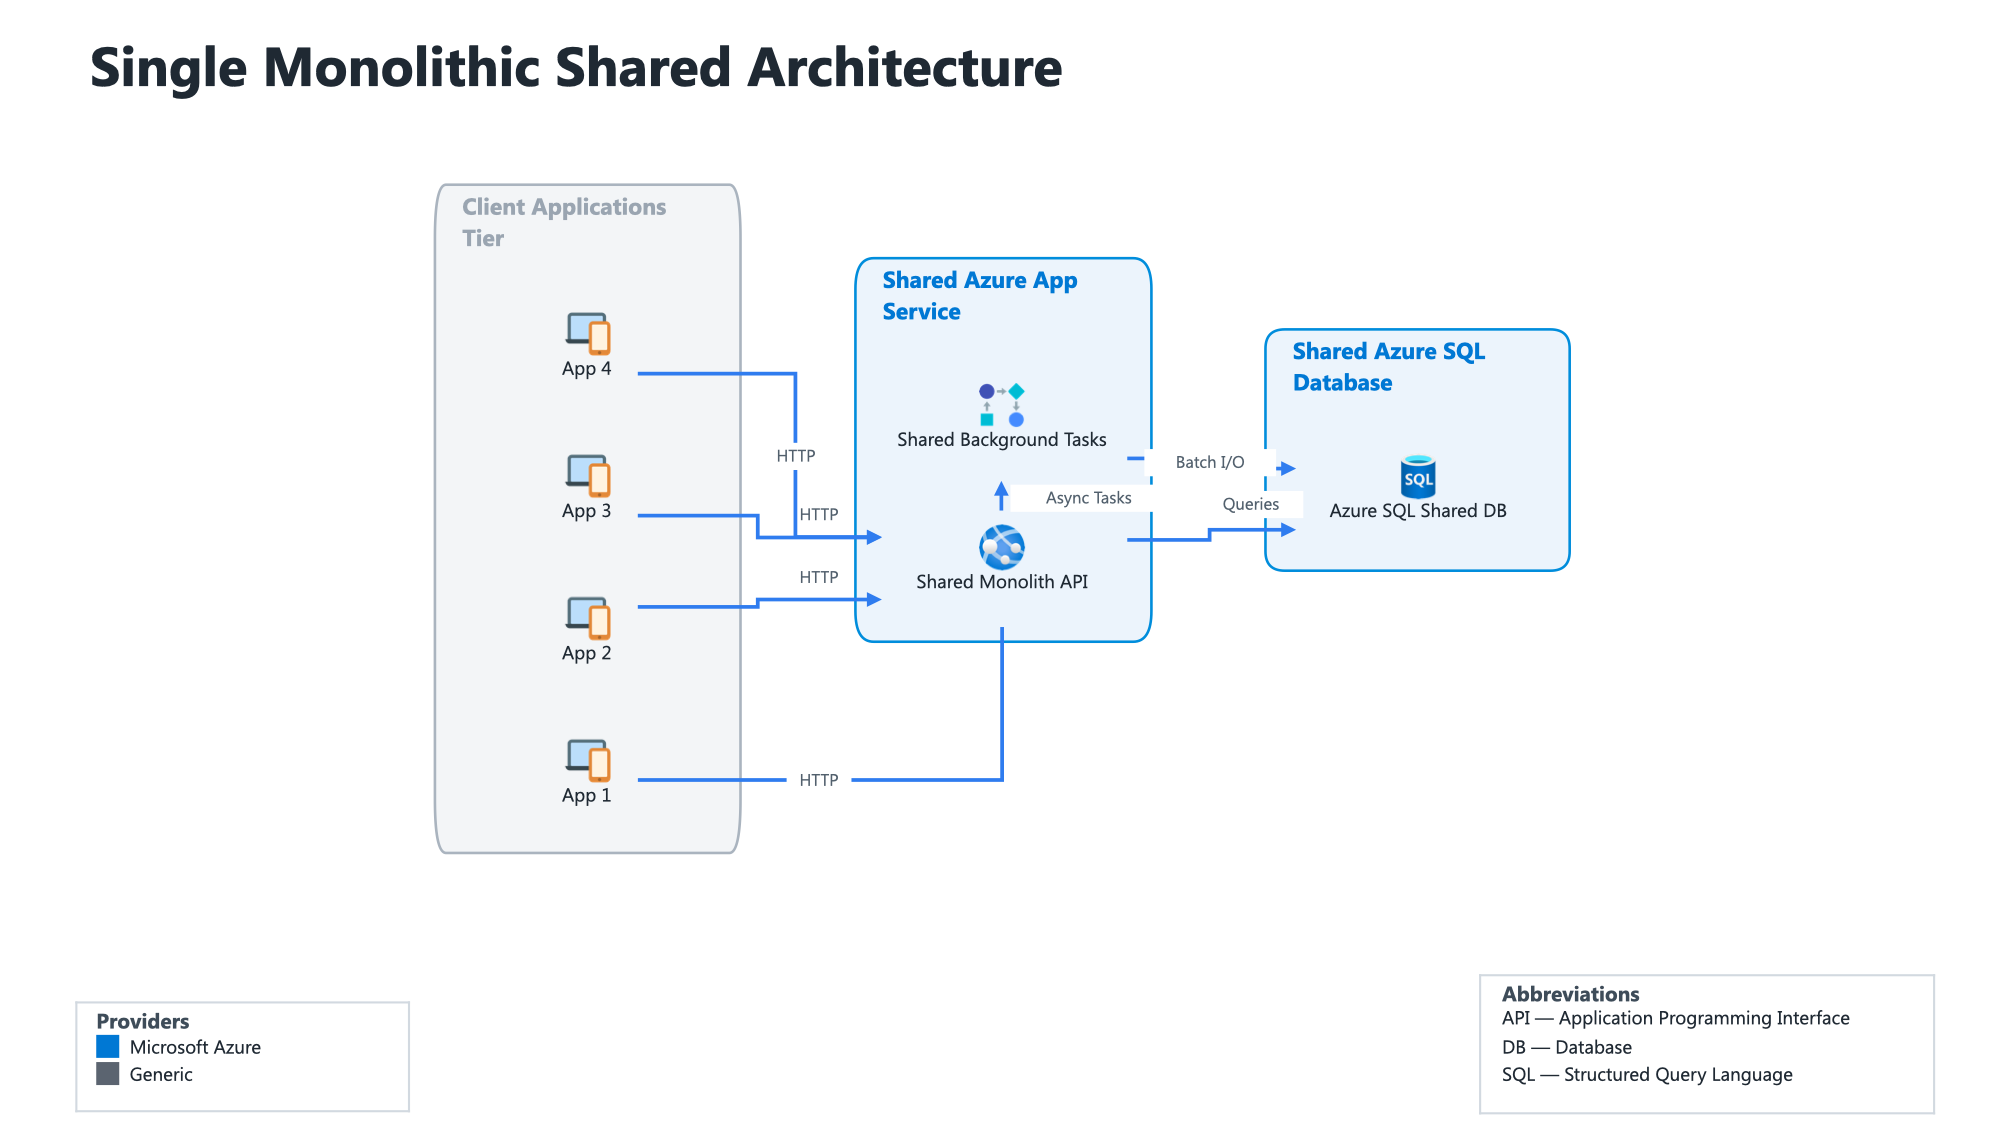 Single Monolithic Shared Architecture
Client Applications
Tier
App 4
App 3
App 2
App 1
HTTP
HTTP
HTTP
HTTP
Shared Azure App
Service
Shared Background Tasks
Async Tasks
Shared Monolith API
Batch I/O
Queries
Shared Azure SQL
Database
SQL
Azure SQL Shared DB
Providers
Microsoft Azure
Generic
Abbreviations
API — Application Programming Interface
DB — Database
SQL — Structured Query Language